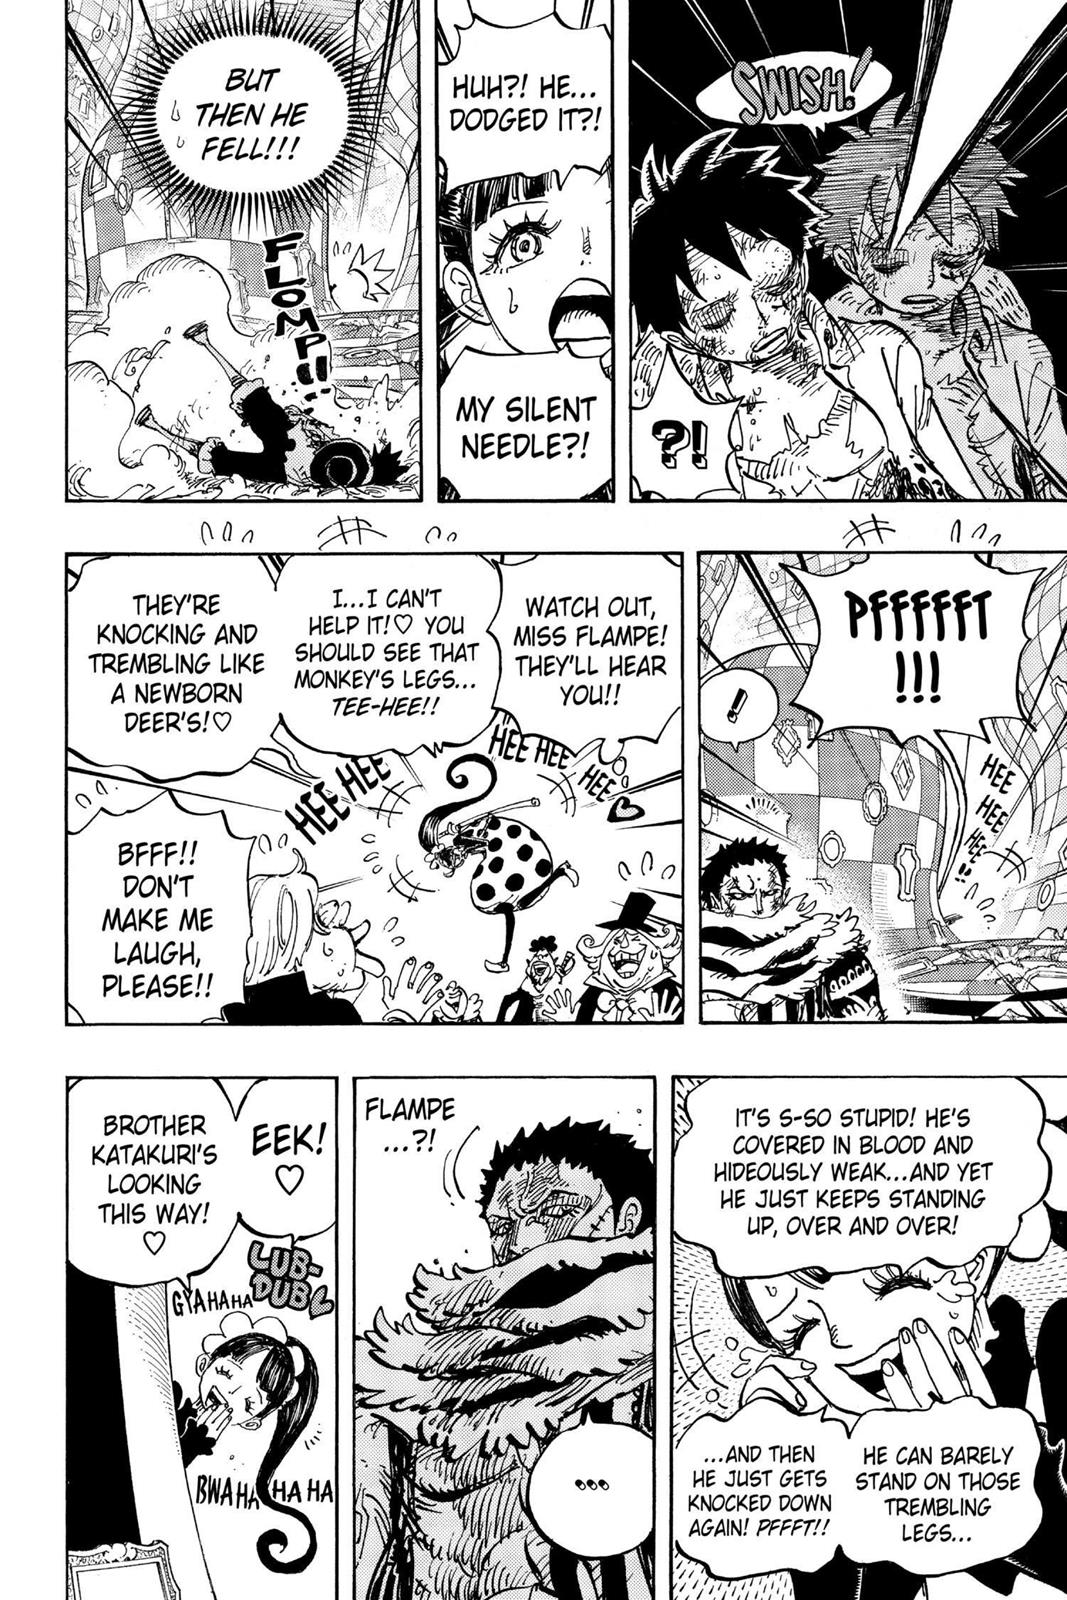 SWISH!
?!
HUH?! HE...
DODGED IT?!
MY SILENT
NEEDLE?!
BUT
THEN HE
FELL!!!
FLOMP!!
PFFFFFFT
!!!
!
HEE
HEE
HEE
HEE!!
WATCH OUT,
MISS FLAMPE!
THEY'LL HEAR
YOU!!
I...I CAN'T
HELP IT!♡ YOU
SHOULD SEE THAT
MONKEY'S LEGS...
TEE-HEE!!
THEY'RE
KNOCKING AND
TREMBLING LIKE
A NEWBORN
DEER'S!♡
HEE HEE
HEE HEE
HEE♡
BFFF!!
DON'T
MAKE ME
LAUGH,
PLEASE!!
IT'S S-SO STUPID! HE'S
COVERED IN BLOOD AND
HIDEOUSLY WEAK...AND YET
HE JUST KEEPS STANDING
UP, OVER AND OVER!
HE CAN BARELY
STAND ON THOSE
TREMBLING
LEGS...
...AND THEN
HE JUST GETS
KNOCKED DOWN
AGAIN! PFFFT!!
FLAMPE
...?!
...
EEK!
♡
BROTHER
KATAKURI'S
LOOKING
THIS WAY!
♡
LUB-
DUB
GYAHAHA
BWAHAHAHAHA